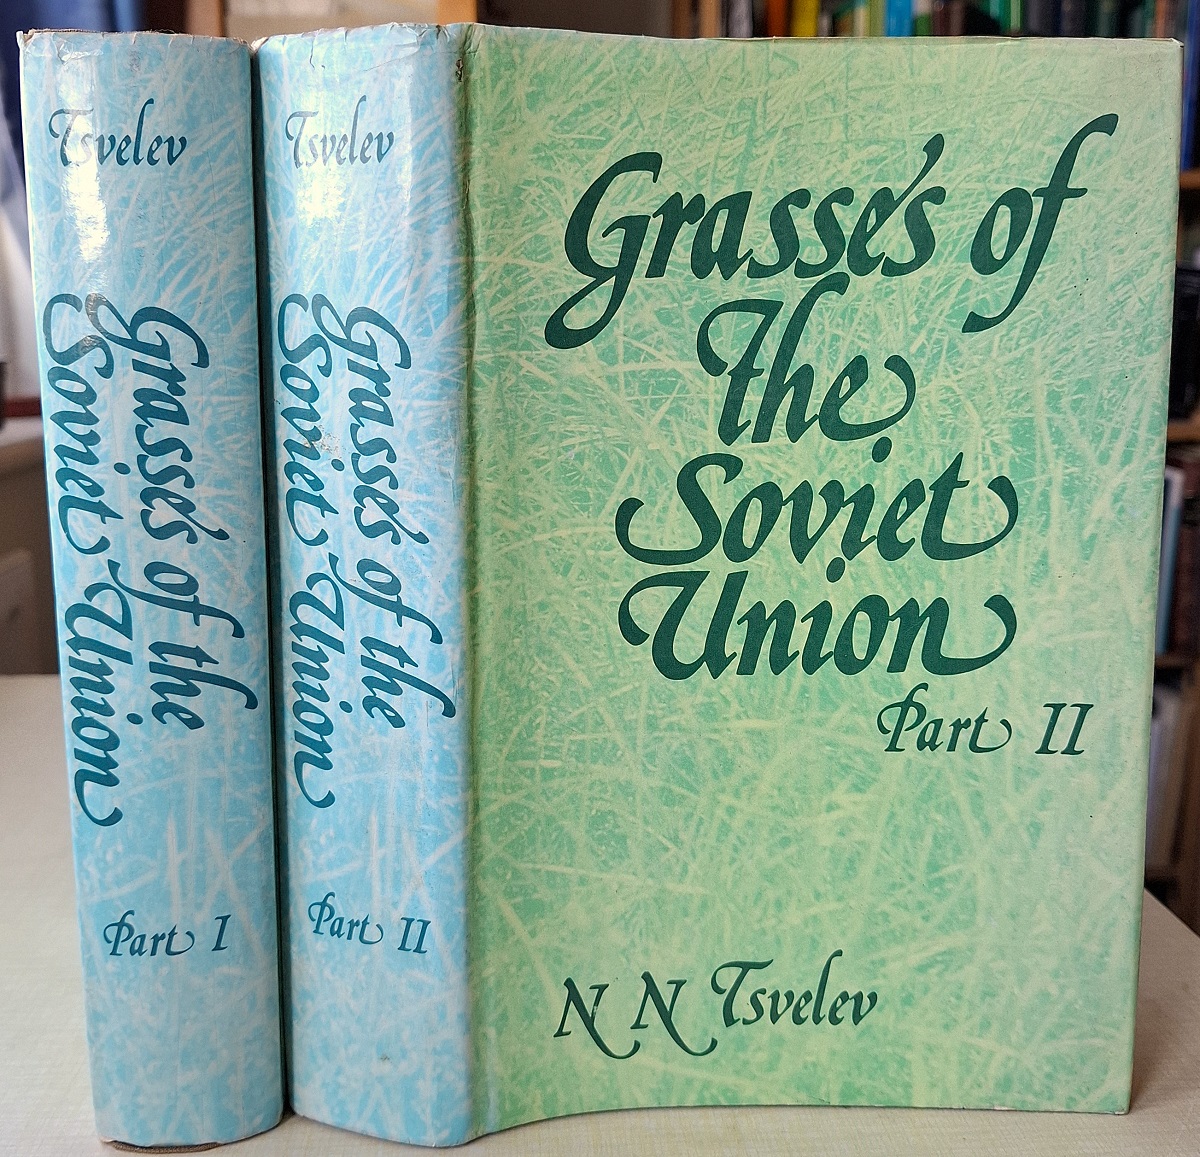 Tsvelev
Grasses of the
Soviet Union
Part I
Tsvelev
Grasses of the
Soviet Union
Part II
Grasses of
The
Soviet
Union
Part II
N N Tsvelev